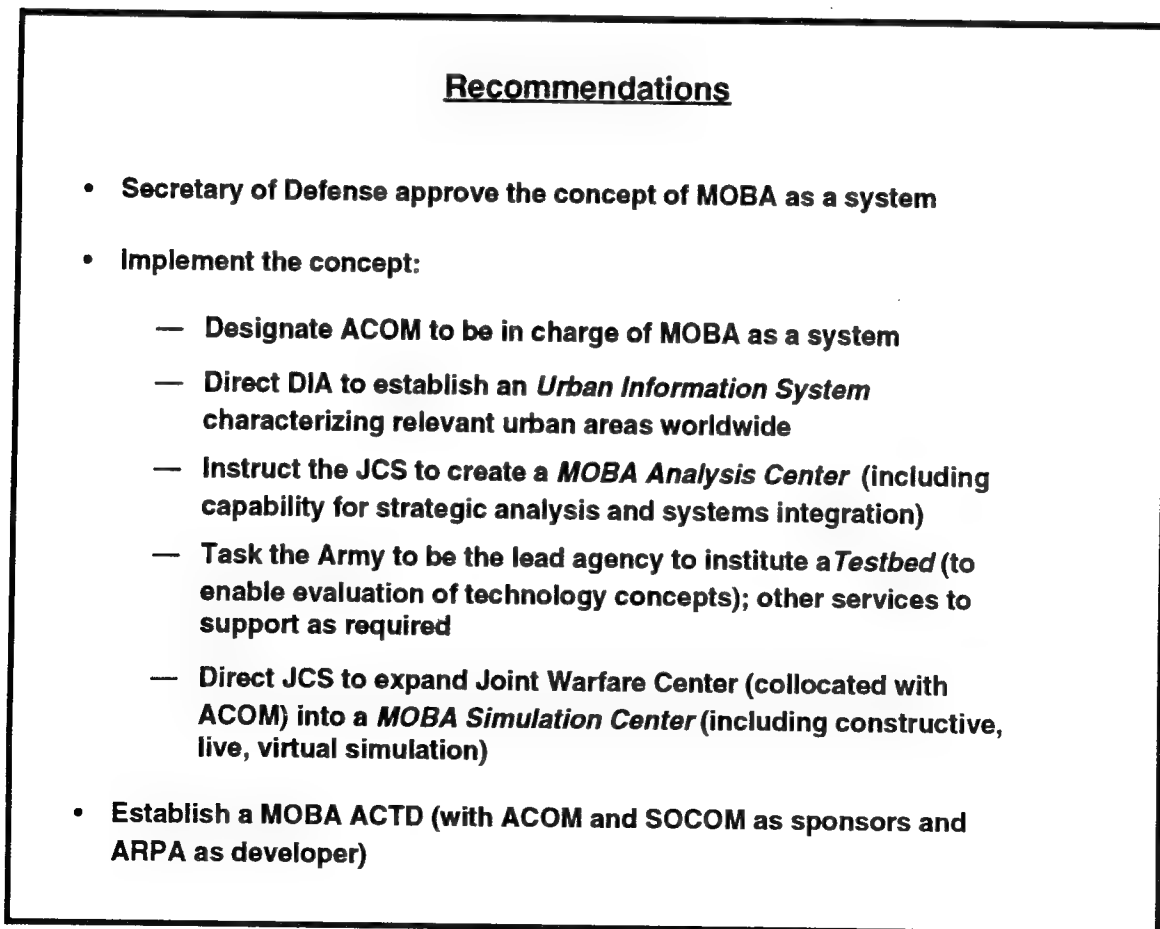 Recommendations
• Secretary of Defense approve the concept of MOBA as a system
• Implement the concept:
— Designate ACOM to be in charge of MOBA as a system
— Direct DIA to establish an Urban Information System
characterizing relevant urban areas worldwide
— Instruct the JCS to create a MOBA Analysis Center (including
capability for strategic analysis and systems integration)
— Task the Army to be the lead agency to institute a Testbed (to
enable evaluation of technology concepts); other services to
support as required
— Direct JCS to expand Joint Warfare Center (collocated with
ACOM) into a MOBA Simulation Center (including constructive,
live, virtual simulation)
• Establish a MOBA ACTD (with ACOM and SOCOM as sponsors and
ARPA as developer)